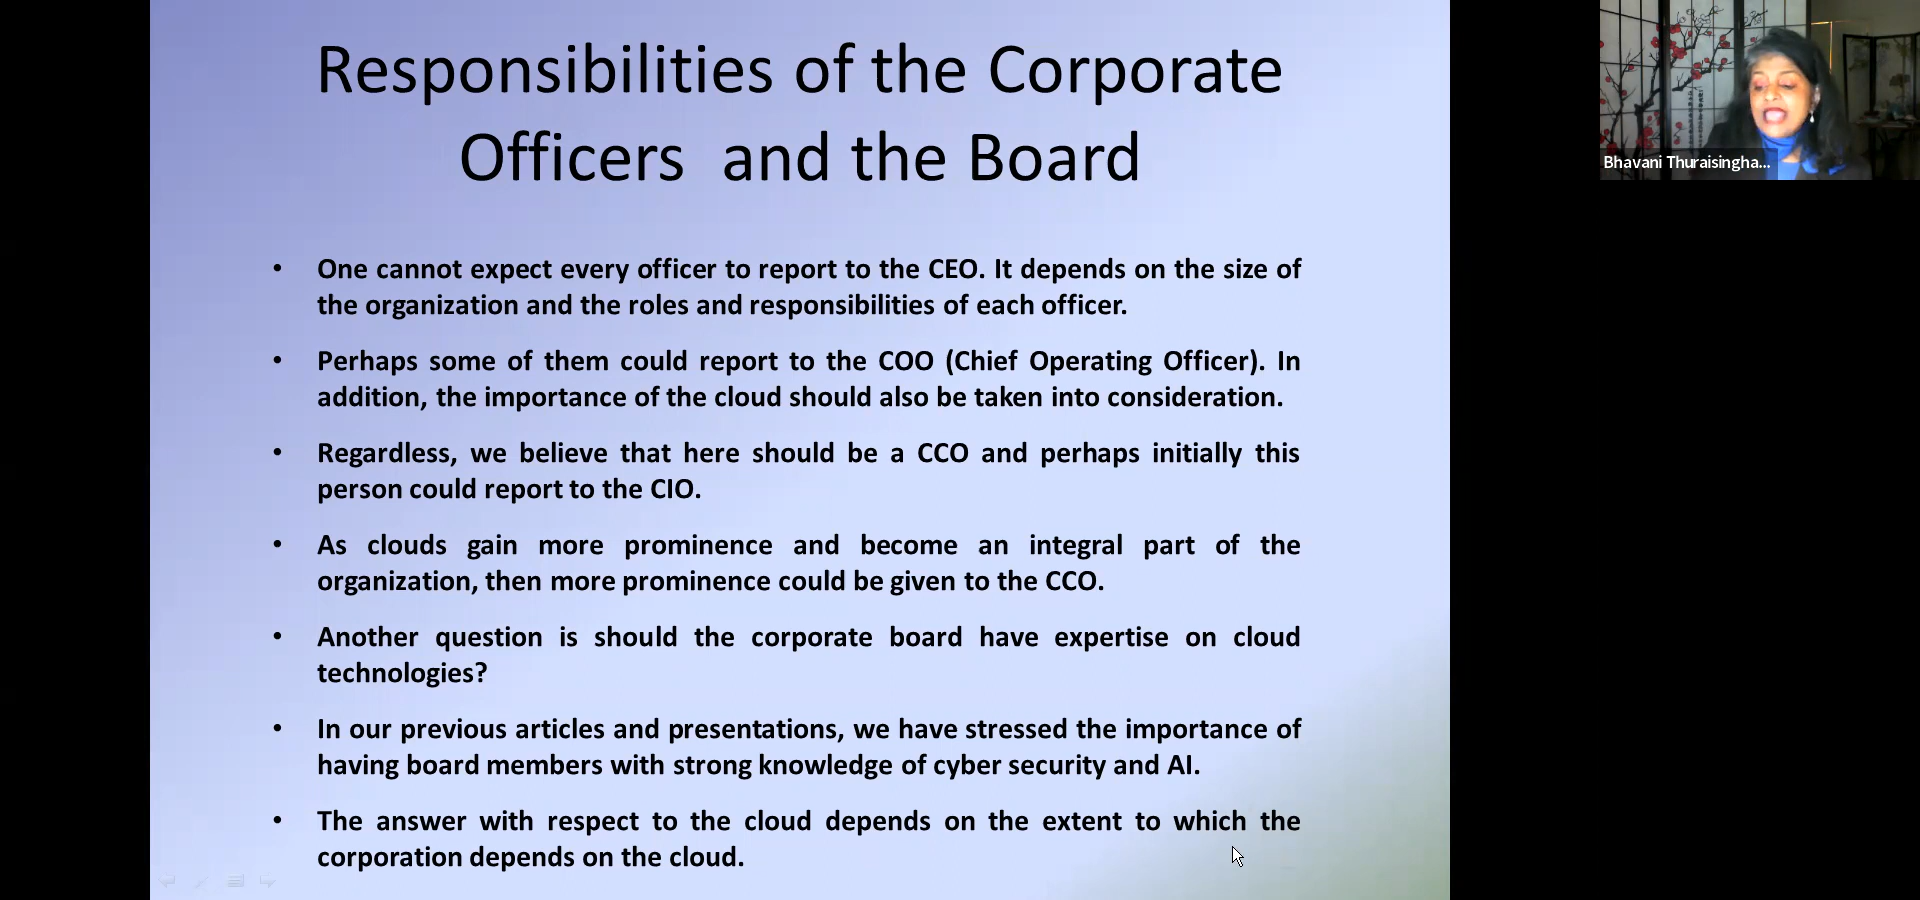 Responsibilities of the Corporate
Officers and the Board
• One cannot expect every officer to report to the CEO. It depends on the size of
the organization and the roles and responsibilities of each officer.
• Perhaps some of them could report to the COO (Chief Operating Officer). In
addition, the importance of the cloud should also be taken into consideration.
• Regardless, we believe that here should be a CCO and perhaps initially this
person could report to the CIO.
• As clouds gain more prominence and become an integral part of the
organization, then more prominence could be given to the CCO.
• Another question is should the corporate board have expertise on cloud
technologies?
• In our previous articles and presentations, we have stressed the importance of
having board members with strong knowledge of cyber security and AI.
• The answer with respect to the cloud depends on the extent to which the
corporation depends on the cloud.
Bhavani Thuraisingha...